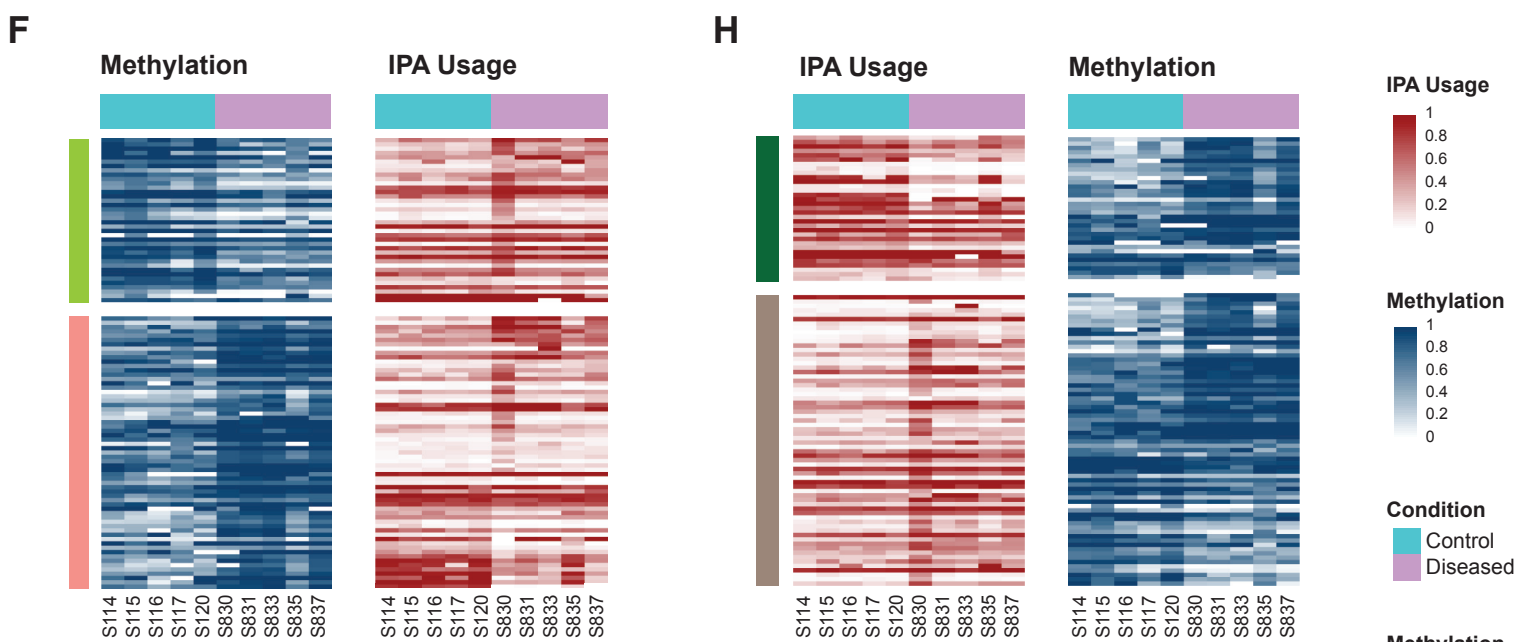 F
Methylation
IPA Usage
S114 S115 S116 S117 S120 S830 S831 S833 S835 S837
S114 S115 S116 S117 S120 S830 S831 S833 S835 S837
H
IPA Usage
Methylation
S114 S115 S116 S117 S120 S830 S831 S833 S835 S837
S114 S115 S116 S117 S120 S830 S831 S833 S835 S837
IPA Usage
1
0.8
0.6
0.4
0.2
0
Methylation
1
0.8
0.6
0.4
0.2
0
Condition
Control
Diseased
Methylation